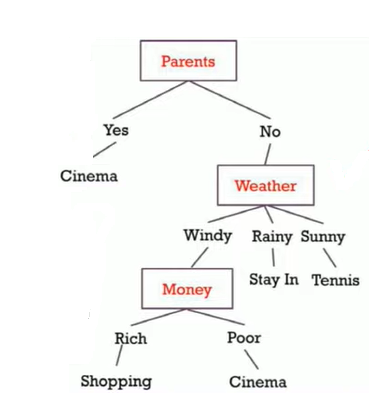 Parents
Yes
No
Cinema
Weather
Windy Rainy Sunny
Stay In Tennis
Money
Rich
Poor
Shopping
Cinema